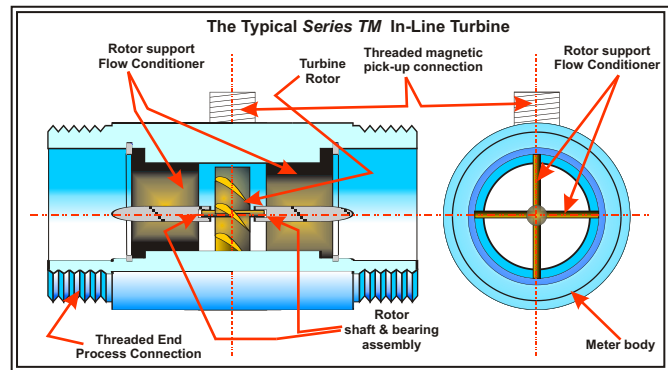 The Typical Series TM In-Line Turbine
Rotor support
Flow Conditioner
Turbine
Rotor
Threaded magnetic
pick-up connection
Rotor support
Flow Conditioner
Threaded End
Process Connection
Rotor
shaft & bearing
assembly
Meter body